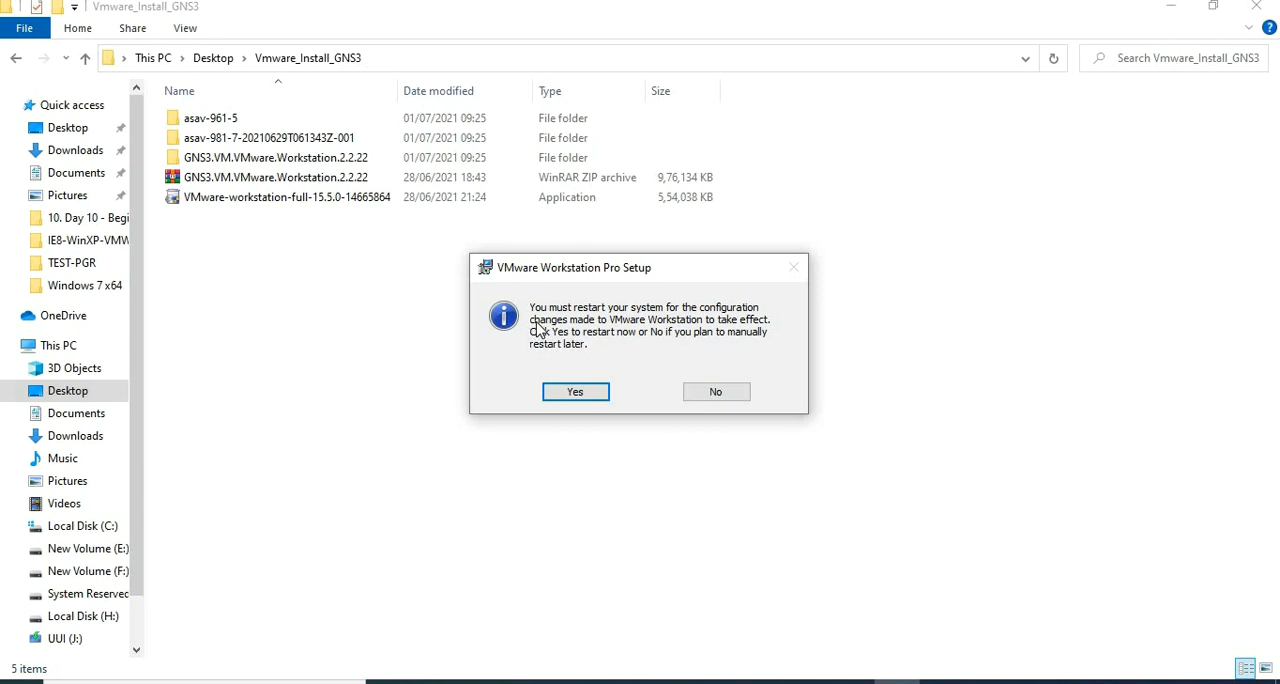 Vmware_Install_GNS3
File Home Share View
This PC Desktop Vmware_Install_GNS3
Search Vmware_Install_GNS3
Name Date modified Type Size
asav-961-5 01/07/2021 09:25 File folder
asav-981-7-20210629T061343Z-001 01/07/2021 09:25 File folder
GNS3.VM.VMware.Workstation.2.2.22 01/07/2021 09:25 File folder
GNS3.VM.VMware.Workstation.2.2.22 28/06/2021 18:43 WinRAR ZIP archive 9,76,134 KB
VMware-workstation-full-15.5.0-14665864 28/06/2021 21:24 Application 5,54,038 KB
Quick access
Desktop
Downloads
Documents
Pictures
10. Day 10 - Begi
IE8-WinXP-VMW
TEST-PGR
Windows 7 x64
OneDrive
This PC
3D Objects
Desktop
Documents
Downloads
Music
Pictures
Videos
Local Disk (C:)
New Volume (E:)
New Volume (F:)
System Reserved
Local Disk (H:)
UUI (J:)
VMware Workstation Pro Setup
You must restart your system for the configuration
changes made to VMware Workstation to take effect.
Yes to restart now or No if you plan to manually
restart later.
Yes No
5 items